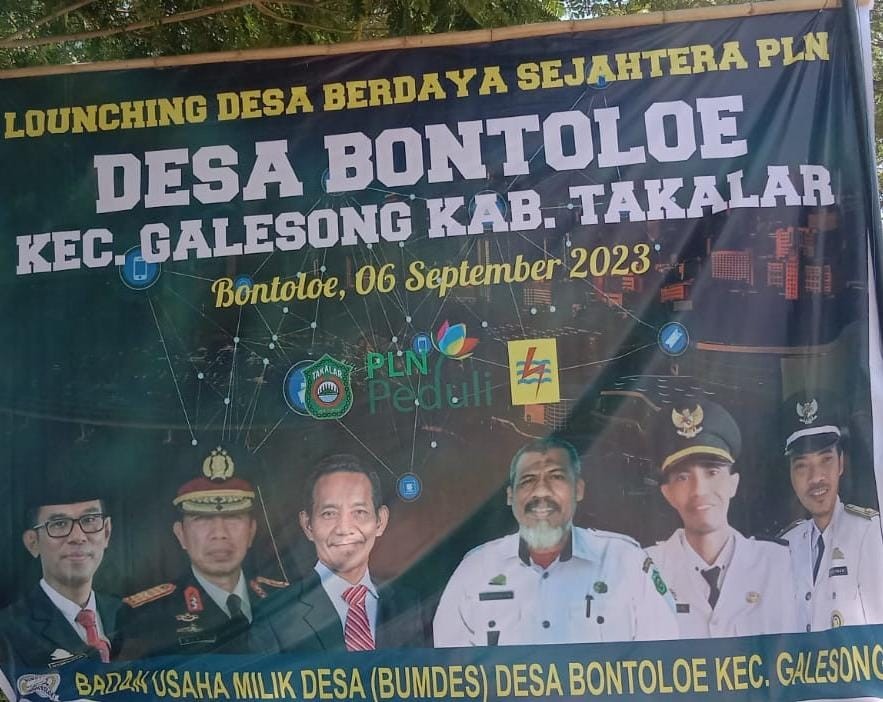 LOUNCHING DESA BERDAYA SEJAHTERA PLN
DESA BONTOLOE
KEC. GALESONG KAB. TAKALAR
Bontoloe, 06 September 2023
TAKALAR
PLN
Peduli
BADAN USAHA MILIK DESA (BUMDES) DESA BONTOLOE KEC. GALESONG